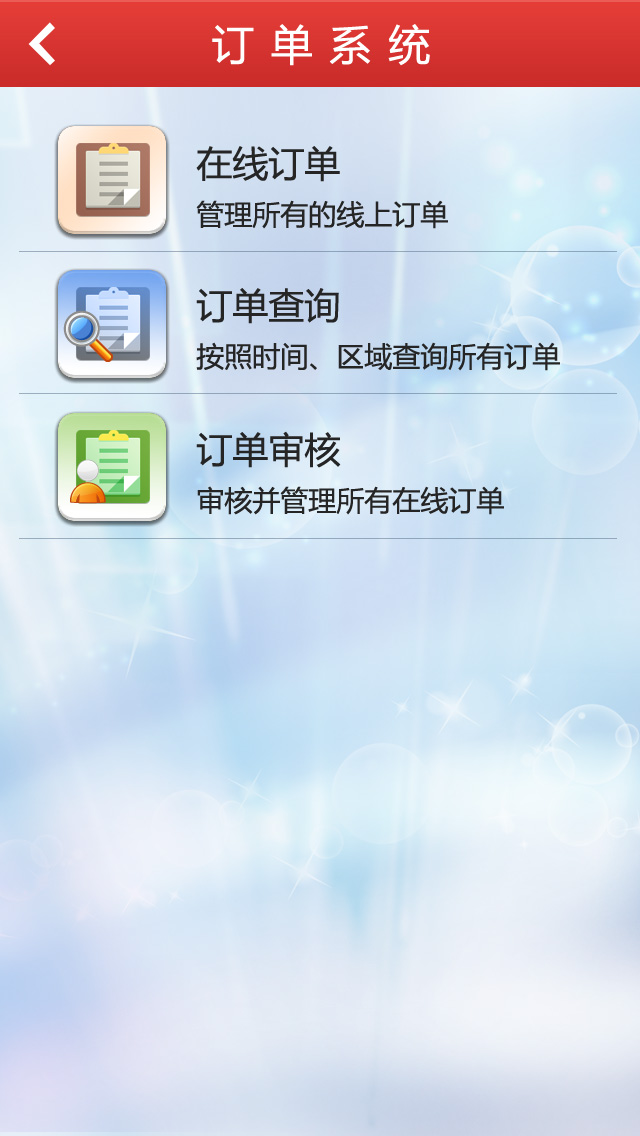 订单系统
在线订单
管理所有的线上订单
订单查询
按照时间、区域查询所有订单
订单审核
审核并管理所有在线订单